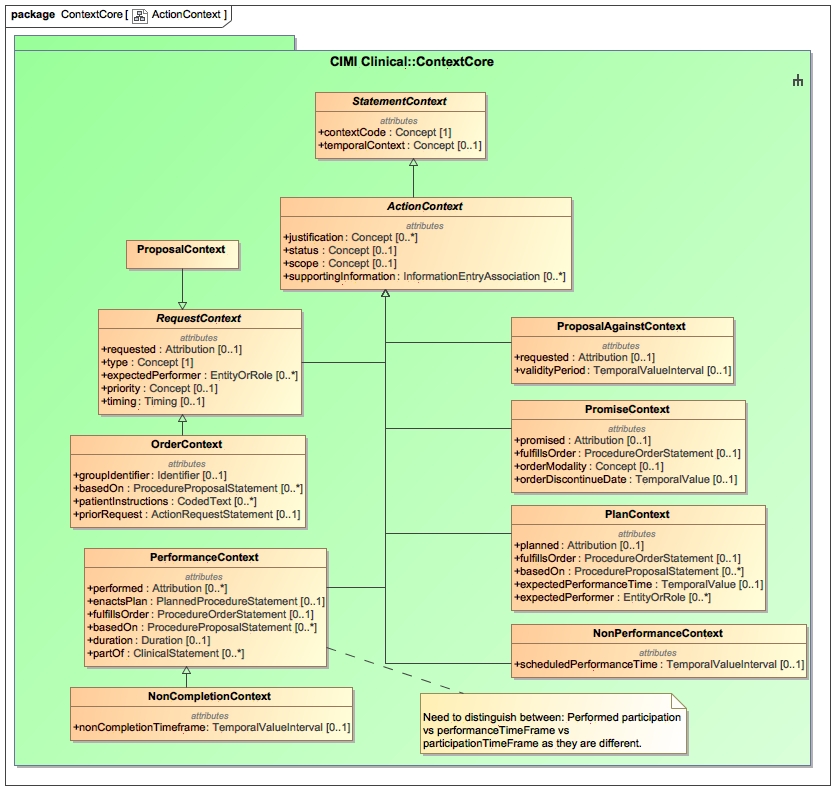 package ContextCore [ ActionContext ]
CIMI Clinical::ContextCore
StatementContext
attributes
+contextCode : Concept [1]
+temporalContext : Concept [0..1]
ActionContext
attributes
+justification : Concept [0..*]
+status : Concept [0..1]
+scope : Concept [0..1]
+supportingInformation : InformationEntryAssociation [0..*]
ProposalContext
RequestContext
attributes
+requested : Attribution [0..1]
+type : Concept [1]
+expectedPerformer : EntityOrRole [0..*]
+priority : Concept [0..1]
+timing : Timing [0..1]
OrderContext
attributes
+groupIdentifier : Identifier [0..1]
+basedOn : ProcedureProposalStatement [0..*]
+patientInstructions : CodedText [0..*]
+priorRequest : ActionRequestStatement [0..1]
PerformanceContext
attributes
+performed : Attribution [0..*]
+enactsPlan : PlannedProcedureStatement [0..1]
+fulfillsOrder : ProcedureOrderStatement [0..1]
+basedOn : ProcedureProposalStatement [0..*]
+duration : Duration [0..1]
+partOf : ClinicalStatement [0..*]
NonCompletionContext
attributes
+nonCompletionTimeframe: TemporalValueInterval [0..1]
ProposalAgainstContext
attributes
+requested : Attribution [0..1]
+validityPeriod : TemporalValueInterval [0..1]
PromiseContext
attributes
+promised : Attribution [0..1]
+fulfillsOrder : ProcedureOrderStatement [0..1]
+orderModality : Concept [0..1]
+orderDiscontinueDate : TemporalValue [0..1]
PlanContext
attributes
+planned : Attribution [0..1]
+fulfillsOrder : ProcedureOrderStatement [0..1]
+basedOn : ProcedureProposalStatement [0..*]
+expectedPerformanceTime : TemporalValue [0..1]
+expectedPerformer : EntityOrRole [0..*]
NonPerformanceContext
attributes
+scheduledPerformanceTime : TemporalValueInterval [0..1]
Need to distinguish between: Performed participation
vs performanceTimeFrame vs
participationTimeFrame as they are different.